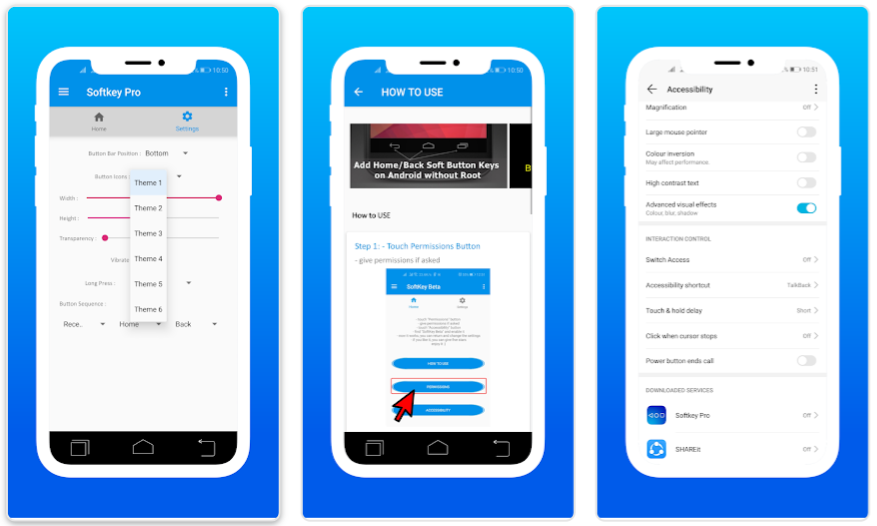 10:50
Softkey Pro
Home
Settings
Button Bar Position : Bottom
Button Icons :
Theme 1
Theme 2
Theme 3
Theme 4
Theme 5
Theme 6
Width :
Height :
Transparency :
Vibrate
Long Press :
Button Sequence :
Rece..
Home
Back
10:50
HOW TO USE
Add Home/Back Soft Button Keys
on Android without Root
B
How to USE
Step 1: - Touch Permissions Button
- give permissions if asked
SoftKey Beta
Home
Settings
HOW TO USE
PERMISSIONS
ACCESSIBILITY
10:51
Accessibility
Magnification
Off
Large mouse pointer
Colour inversion
May affect performance.
High contrast text
Advanced visual effects
Colour, blur, shadow
INTERACTION CONTROL
Switch Access
Off
Accessibility shortcut
TalkBack
Touch & hold delay
Short
Click when cursor stops
Off
Power button ends call
DOWNLOADED SERVICES
Softkey Pro
Off
SHAREit
Off